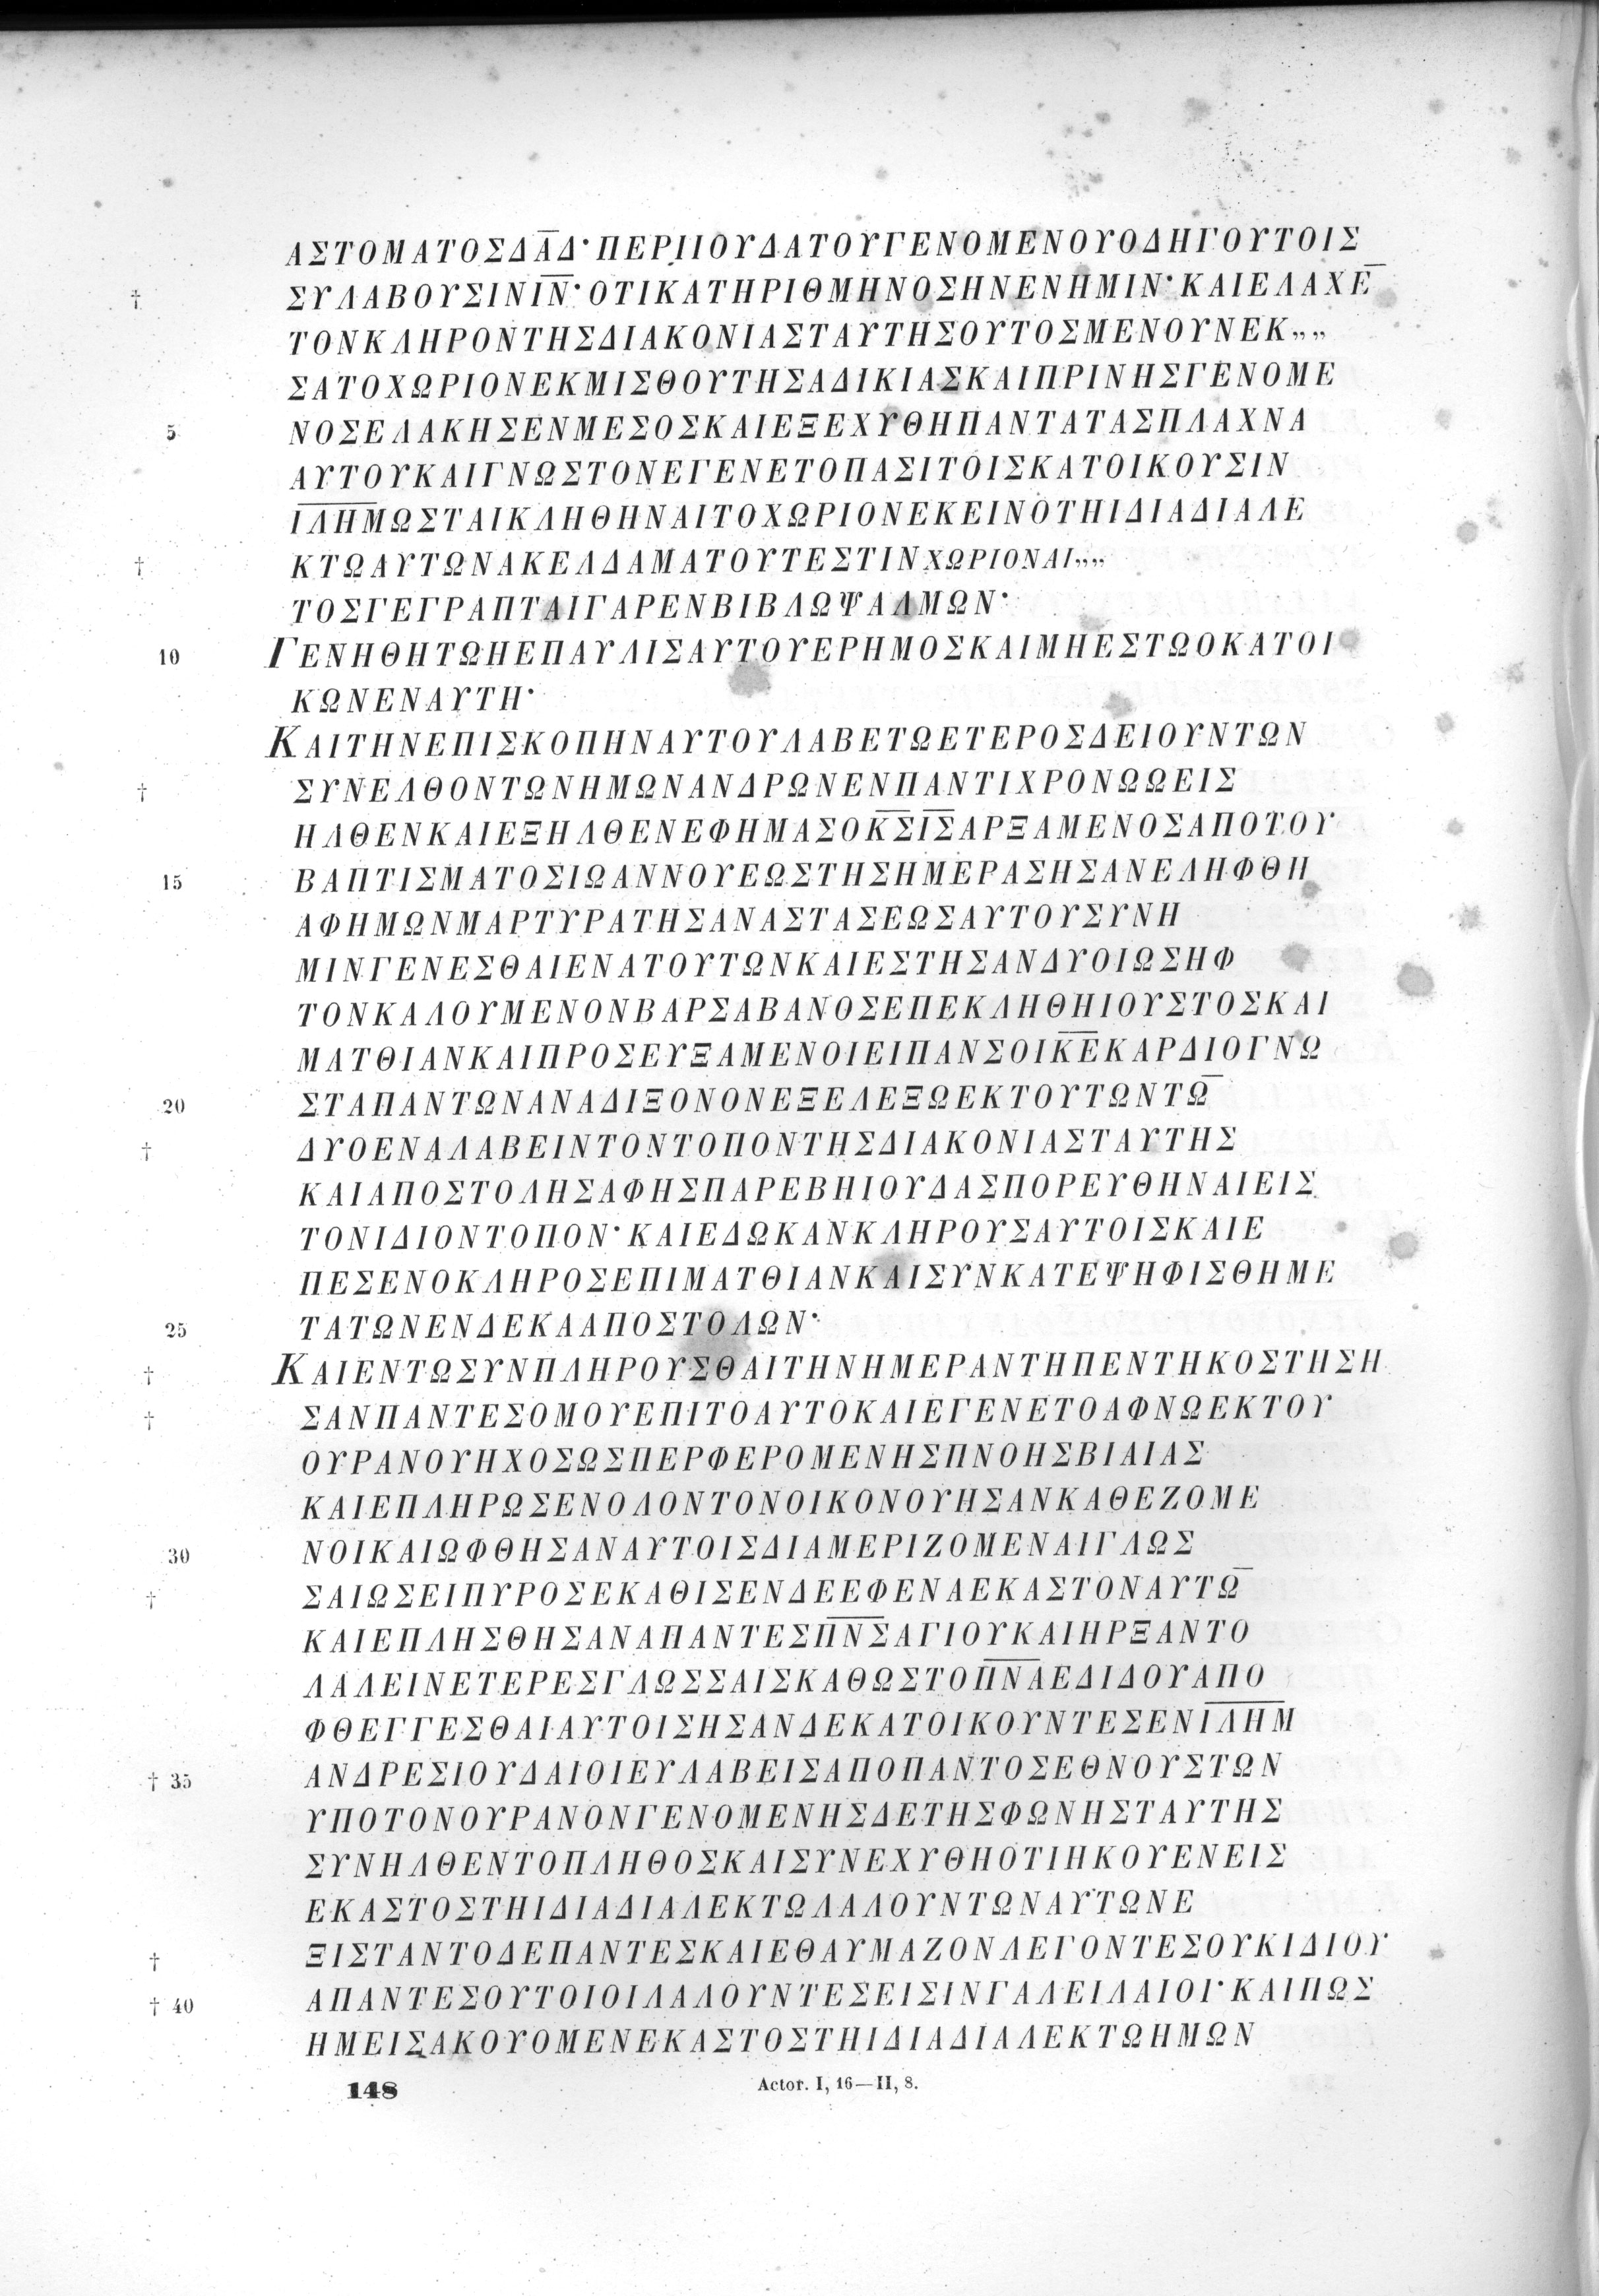 ΑΣΤΟΜΑΤΟΣΔΑ̅Δ·ΠΕΡΙΙΟΥΔΑΤΟΥΓΕΝΟΜΕΝΟΥΟΔΗΓΟΥΤΟΙΣ
† ΣΥΛΑΒΟΥΣΙΝΙ̅Ν̅·ΟΤΙΚΑΤΗΡΙΘΜΗΝΟΣΗΝΕΝΗΜΙΝ·ΚΑΙΕΛΑΧΕ̅
ΤΟΝΚΛΗΡΟΝΤΗΣΔΙΑΚΟΝΙΑΣΤΑΥΤΗΣΟΥΤΟΣΜΕΝΟΥΝΕΚ„„
ΣΑΤΟΧΩΡΙΟΝΕΚΜΙΣΘΟΥΤΗΣΑΔΙΚΙΑΣΚΑΙΠΡΙΝΗΣΓΕΝΟΜΕ
5 ΝΟΣΕΛΑΚΗΣΕΝΜΕΣΟΣΚΑΙΕΞΕΧΥΘΗΠΑΝΤΑΤΑΣΠΛΑΧΝΑ
ΑΥΤΟΥΚΑΙΓΝΩΣΤΟΝΕΓΕΝΕΤΟΠΑΣΙΤΟΙΣΚΑΤΟΙΚΟΥΣΙΝ
Ι̅Λ̅Η̅Μ̅ΩΣΤΑΙΚΛΗΘΗΝΑΙΤΟΧΩΡΙΟΝΕΚΕΙΝΟΤΗΙΔΙΑΔΙΑΛΕ
† ΚΤΩΑΥΤΩΝΑΚΕΛΔΑΜΑΤΟΥΤΕΣΤΙΝΧΩΡΙΟΝΑΙ„„
ΤΟΣΓΕΓΡΑΠΤΑΙΓΑΡΕΝΒΙΒΛΩΨΑΛΜΩΝ·
10 ΓΕΝΗΘΗΤΩΗΕΠΑΥΛΙΣΑΥΤΟΥΕΡΗΜΟΣΚΑΙΜΗΕΣΤΩΟΚΑΤΟΙ
ΚΩΝΕΝΑΥΤΗ·
ΚΑΙΤΗΝΕΠΙΣΚΟΠΗΝΑΥΤΟΥΛΑΒΕΤΩΕΤΕΡΟΣΔΕΙΟΥΝΤΩΝ
† ΣΥΝΕΛΘΟΝΤΩΝΗΜΩΝΑΝΔΡΩΝΕΝΠΑΝΤΙΧΡΟΝΩΩΕΙΣ
ΗΛΘΕΝΚΑΙΕΞΗΛΘΕΝΕΦΗΜΑΣΟΚ̅Σ̅Ι̅Σ̅ΑΡΞΑΜΕΝΟΣΑΠΟΤΟΥ
15 ΒΑΠΤΙΣΜΑΤΟΣΙΩΑΝΝΟΥΕΩΣΤΗΣΗΜΕΡΑΣΗΣΑΝΕΛΗΦΘΗ
ΑΦΗΜΩΝΜΑΡΤΥΡΑΤΗΣΑΝΑΣΤΑΣΕΩΣΑΥΤΟΥΣΥΝΗ
ΜΙΝΓΕΝΕΣΘΑΙΕΝΑΤΟΥΤΩΝΚΑΙΕΣΤΗΣΑΝΔΥΟΙΩΣΗΦ
ΤΟΝΚΑΛΟΥΜΕΝΟΝΒΑΡΣΑΒΑΝΟΣΕΠΕΚΛΗΘΗΙΟΥΣΤΟΣΚΑΙ
ΜΑΤΘΙΑΝΚΑΙΠΡΟΣΕΥΞΑΜΕΝΟΙΕΙΠΑΝΣΟΙΚ̅Ε̅ΚΑΡΔΙΟΓΝΩ
20 ΣΤΑΠΑΝΤΩΝΑΝΑΔΙΞΟΝΟΝΕΞΕΛΕΞΩΕΚΤΟΥΤΩΝΤΩ̅
† ΔΥΟΕΝΑΛΑΒΕΙΝΤΟΝΤΟΠΟΝΤΗΣΔΙΑΚΟΝΙΑΣΤΑΥΤΗΣ
ΚΑΙΑΠΟΣΤΟΛΗΣΑΦΗΣΠΑΡΕΒΗΙΟΥΔΑΣΠΟΡΕΥΘΗΝΑΙΕΙΣ
ΤΟΝΙΔΙΟΝΤΟΠΟΝ·ΚΑΙΕΔΩΚΑΝΚΛΗΡΟΥΣΑΥΤΟΙΣΚΑΙΕ
ΠΕΣΕΝΟΚΛΗΡΟΣΕΠΙΜΑΤΘΙΑΝΚΑΙΣΥΝΚΑΤΕΨΗΦΙΣΘΗΜΕ
25 ΤΑΤΩΝΕΝΔΕΚΑΑΠΟΣΤΟΛΩΝ·
† ΚΑΙΕΝΤΩΣΥΝΠΛΗΡΟΥΣΘΑΙΤΗΝΗΜΕΡΑΝΤΗΠΕΝΤΗΚΟΣΤΗΣΗ
† ΣΑΝΠΑΝΤΕΣΟΜΟΥΕΠΙΤΟΑΥΤΟΚΑΙΕΓΕΝΕΤΟΑΦΝΩΕΚΤΟΥ
ΟΥΡΑΝΟΥΗΧΟΣΩΣΠΕΡΦΕΡΟΜΕΝΗΣΠΝΟΗΣΒΙΑΙΑΣ
ΚΑΙΕΠΛΗΡΩΣΕΝΟΛΟΝΤΟΝΟΙΚΟΝΟΥΗΣΑΝΚΑΘΕΖΟΜΕ
30 ΝΟΙΚΑΙΩΦΘΗΣΑΝΑΥΤΟΙΣΔΙΑΜΕΡΙΖΟΜΕΝΑΙΓΛΩΣ
† ΣΑΙΩΣΕΙΠΥΡΟΣΕΚΑΘΙΣΕΝΔΕΕΦΕΝΑΕΚΑΣΤΟΝΑΥΤΩ̅
ΚΑΙΕΠΛΗΣΘΗΣΑΝΑΠΑΝΤΕΣΠ̅Ν̅Σ̅ΑΓΙΟΥΚΑΙΗΡΞΑΝΤΟ
ΛΑΛΕΙΝΕΤΕΡΕΣΓΛΩΣΣΑΙΣΚΑΘΩΣΤΟΠ̅Ν̅Α̅ΕΔΙΔΟΥΑΠΟ
ΦΘΕΓΓΕΣΘΑΙΑΥΤΟΙΣΗΣΑΝΔΕΚΑΤΟΙΚΟΥΝΤΕΣΕΝΙ̅Λ̅Η̅Μ̅
† 35 ΑΝΔΡΕΣΙΟΥΔΑΙΟΙΕΥΛΑΒΕΙΣΑΠΟΠΑΝΤΟΣΕΘΝΟΥΣΤΩΝ
ΥΠΟΤΟΝΟΥΡΑΝΟΝΓΕΝΟΜΕΝΗΣΔΕΤΗΣΦΩΝΗΣΤΑΥΤΗΣ
ΣΥΝΗΛΘΕΝΤΟΠΛΗΘΟΣΚΑΙΣΥΝΕΧΥΘΗΟΤΙΗΚΟΥΕΝΕΙΣ
ΕΚΑΣΤΟΣΤΗΙΔΙΑΔΙΑΛΕΚΤΩΛΑΛΟΥΝΤΩΝΑΥΤΩΝΕ
† ΞΙΣΤΑΝΤΟΔΕΠΑΝΤΕΣΚΑΙΕΘΑΥΜΑΖΟΝΛΕΓΟΝΤΕΣΟΥΚΙΔΙΟΥ
† 40 ΑΠΑΝΤΕΣΟΥΤΟΙΟΙΛΑΛΟΥΝΤΕΣΕΙΣΙΝΓΑΛΕΙΛΑΙΟΙ·ΚΑΙΠΩΣ
ΗΜΕΙΣΑΚΟΥΟΜΕΝΕΚΑΣΤΟΣΤΗΙΔΙΑΔΙΑΛΕΚΤΩΗΜΩΝ
148 Actor. I, 16—II, 8.